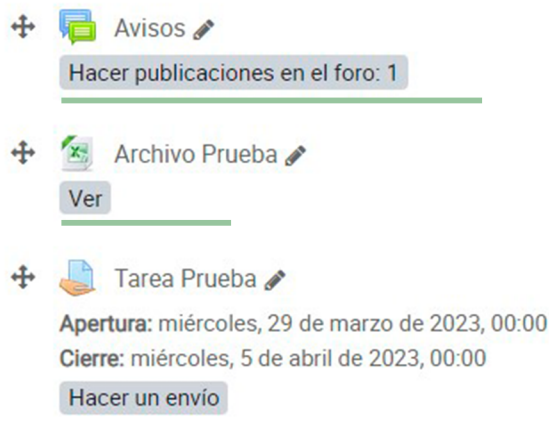 Avisos
Hacer publicaciones en el foro: 1
Archivo Prueba
Ver
Tarea Prueba
Apertura: miércoles, 29 de marzo de 2023, 00:00
Cierre: miércoles, 5 de abril de 2023, 00:00
Hacer un envío